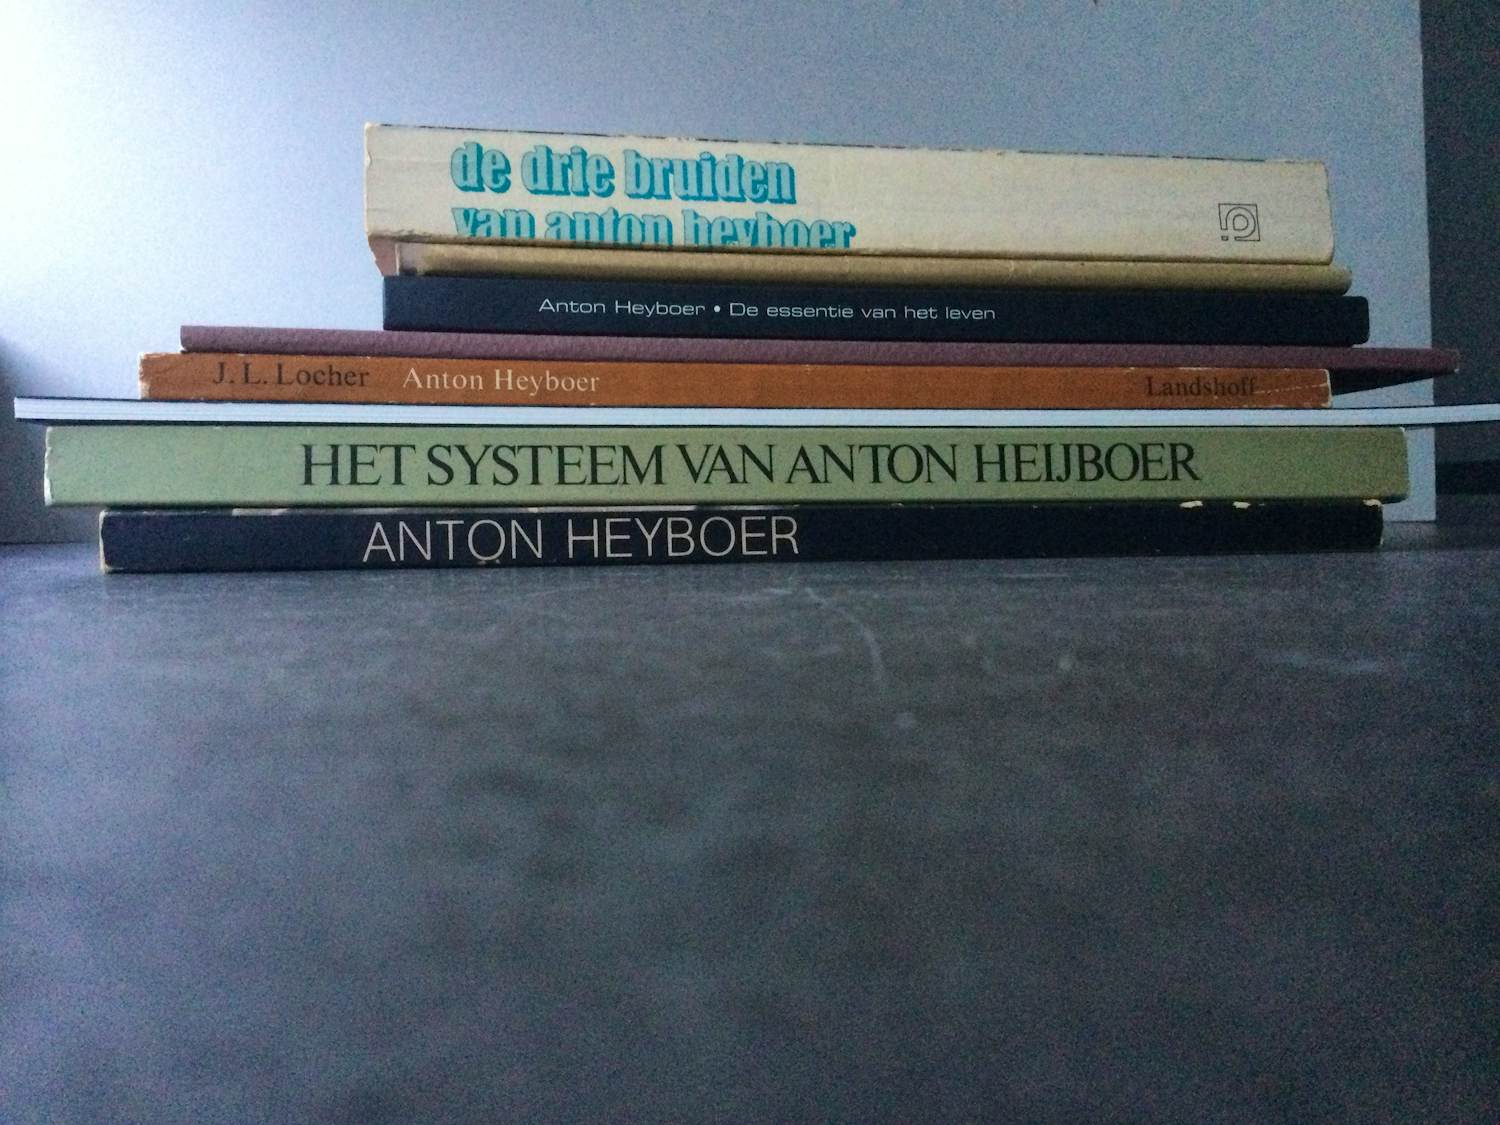 de drie bruiden
van anton heyboer
Anton Heyboer • De essentie van het leven
J. L. Locher Anton Heyboer Landshoff
HET SYSTEEM VAN ANTON HEIJBOER
ANTON HEYBOER